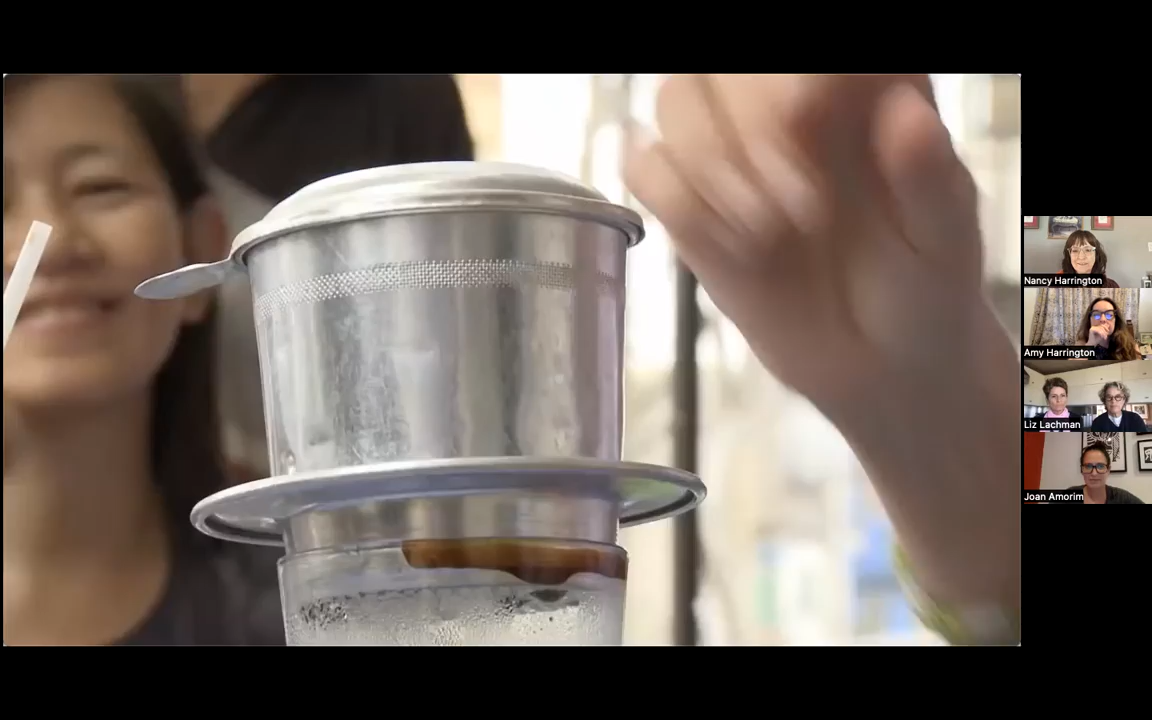 Nancy Harrington
Amy Harrington
Liz Lachman
Joan Amorim